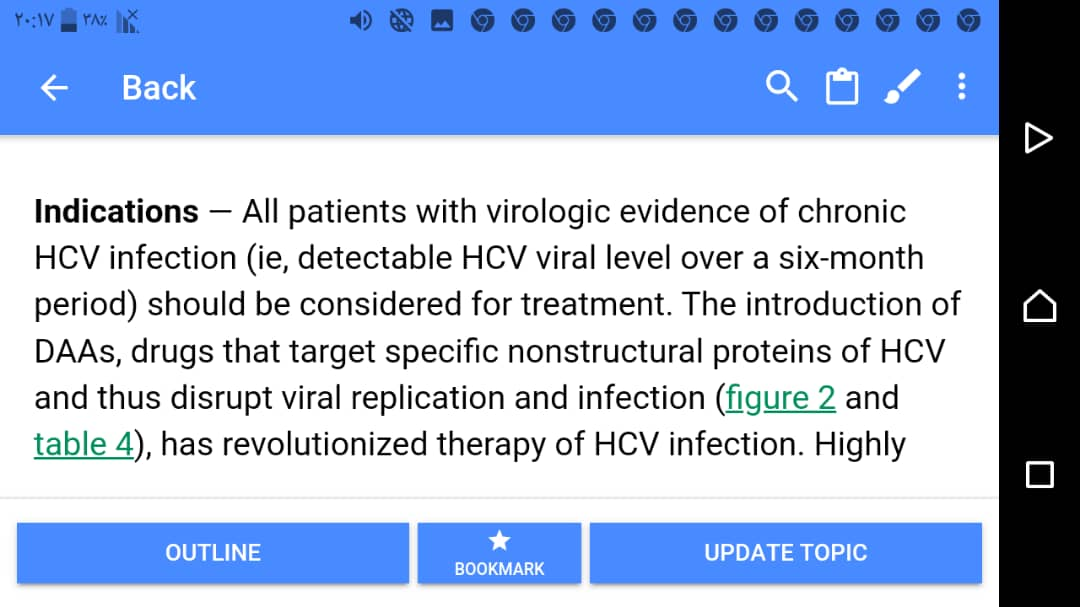 ۲۰:۱۷ ۲۸٪
Back
Indications — All patients with virologic evidence of chronic
HCV infection (ie, detectable HCV viral level over a six-month
period) should be considered for treatment. The introduction of
DAAs, drugs that target specific nonstructural proteins of HCV
and thus disrupt viral replication and infection (figure 2 and
table 4), has revolutionized therapy of HCV infection. Highly
OUTLINE
BOOKMARK
UPDATE TOPIC